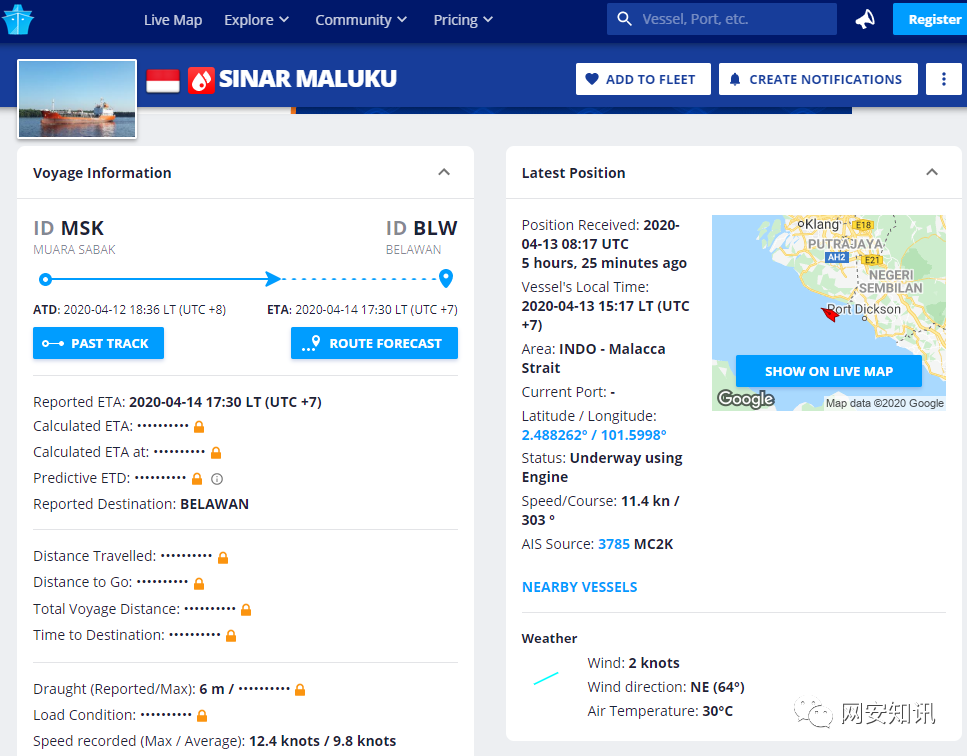 Live Map Explore Community Pricing Vessel, Port, etc. Register
SINAR MALUKU ADD TO FLEET CREATE NOTIFICATIONS
Voyage Information
ID MSK ID BLW
MUARA SABAK BELAWAN
ATD: 2020-04-12 18:36 LT (UTC +8) ETA: 2020-04-14 17:30 LT (UTC +7)
PAST TRACK ROUTE FORECAST
Reported ETA: 2020-04-14 17:30 LT (UTC +7)
Calculated ETA: ••••••••••
Calculated ETA at: ••••••••••
Predictive ETD: ••••••••••
Reported Destination: BELAWAN
Distance Travelled: ••••••••••
Distance to Go: ••••••••••
Total Voyage Distance: ••••••••••
Time to Destination: ••••••••••
Draught (Reported/Max): 6 m / ••••••••••
Load Condition: ••••••••••
Speed recorded (Max / Average): 12.4 knots / 9.8 knots
Latest Position
Position Received: 2020-
04-13 08:17 UTC
5 hours, 25 minutes ago
Vessel's Local Time:
2020-04-13 15:17 LT (UTC
+7)
Area: INDO - Malacca
Strait
Current Port: -
Latitude / Longitude:
2.488262° / 101.5998°
Status: Underway using
Engine
Speed/Course: 11.4 kn /
303 °
AIS Source: 3785 MC2K
NEARBY VESSELS
Klang E18
PUTRAJAYA
AH2 E21
NEGERI
SEMBILAN
Port Dickson
SHOW ON LIVE MAP
Google Map data ©2020 Google
Weather
Wind: 2 knots
Wind direction: NE (64°)
Air Temperature: 30°C
网安知讯